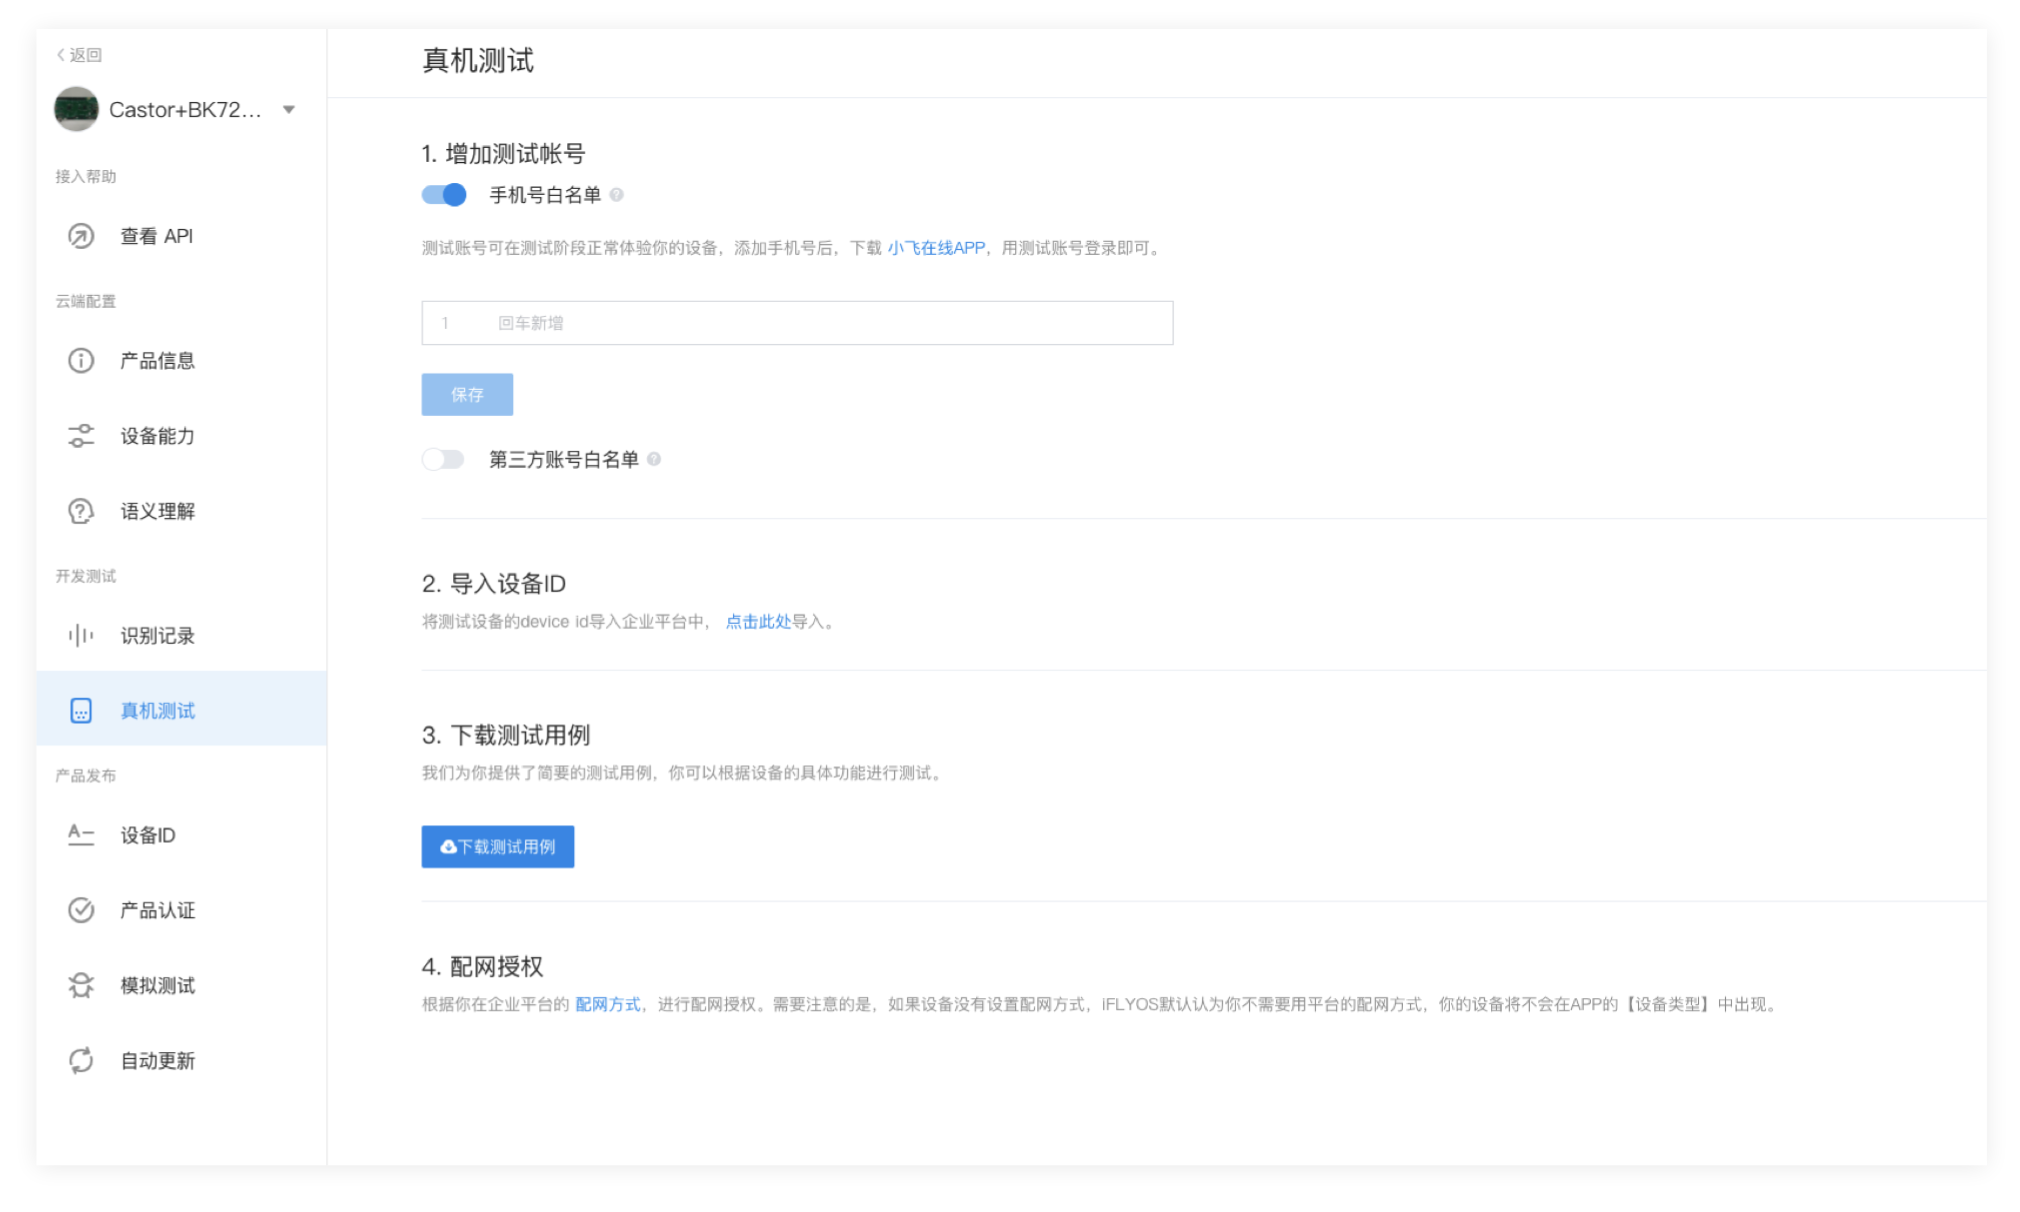 返回
Castor+BK72...
接入帮助
查看 API
云端配置
产品信息
设备能力
语义理解
开发测试
识别记录
真机测试
产品发布
设备ID
产品认证
模拟测试
自动更新
真机测试
1. 增加测试帐号
手机号白名单
测试账号可在测试阶段正常体验你的设备，添加手机号后，下载 小飞在线APP，用测试账号登录即可。
1 回车新增
保存
第三方账号白名单
2. 导入设备ID
将测试设备的device id导入企业平台中， 点击此处导入。
3. 下载测试用例
我们为你提供了简要的测试用例，你可以根据设备的具体功能进行测试。
下载测试用例
4. 配网授权
根据你在企业平台的 配网方式，进行配网授权。需要注意的是，如果设备没有设置配网方式，iFLYOS默认认为你不需要用平台的配网方式，你的设备将不会在APP的【设备类型】中出现。